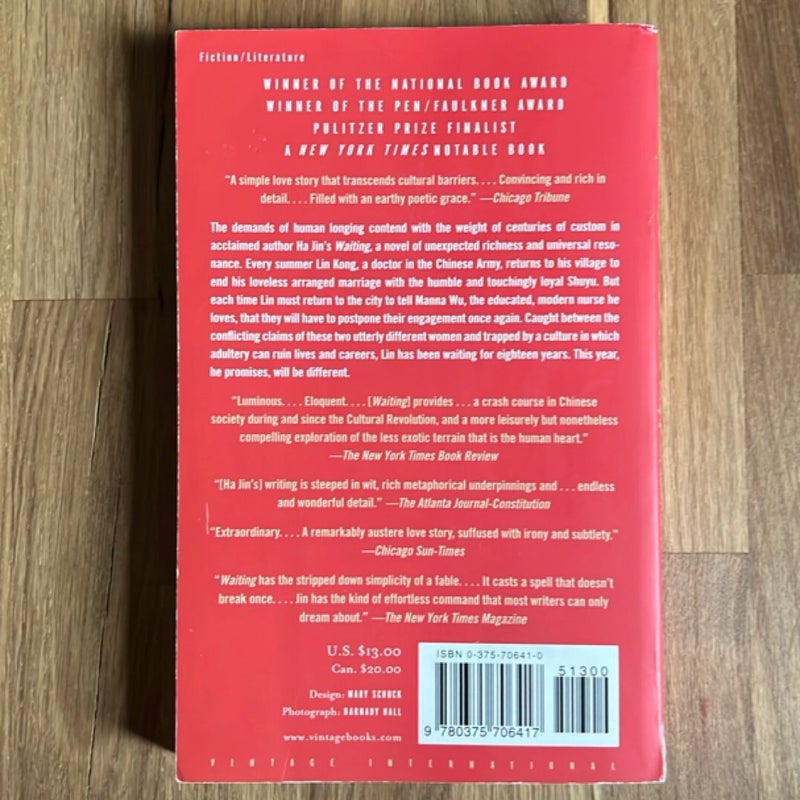 Fiction/Literature
WINNER OF THE NATIONAL BOOK AWARD
WINNER OF THE PEN/FAULKNER AWARD
PULITZER PRIZE FINALIST
A NEW YORK TIMES NOTABLE BOOK
"A simple love story that transcends cultural barriers. . . . Convincing and rich in
detail. . . . Filled with an earthy poetic grace." —Chicago Tribune
The demands of human longing contend with the weight of centuries of custom in
acclaimed author Ha Jin's Waiting, a novel of unexpected richness and universal reso-
nance. Every summer Lin Kong, a doctor in the Chinese Army, returns to his village to
end his loveless arranged marriage with the humble and touchingly loyal Shuyu. But
each time Lin must return to the city to tell Manna Wu, the educated, modern nurse he
loves, that they will have to postpone their engagement once again. Caught between the
conflicting claims of these two utterly different women and trapped by a culture in which
adultery can ruin lives and careers, Lin has been waiting for eighteen years. This year,
he promises, will be different.
"Luminous. . . . Eloquent. . . . [Waiting] provides . . . a crash course in Chinese
society during and since the Cultural Revolution, and a more leisurely but nonetheless
compelling exploration of the less exotic terrain that is the human heart."
—The New York Times Book Review
"[Ha Jin's] writing is steeped in wit, rich metaphorical underpinnings and . . . endless
and wonderful detail." —The Atlanta Journal-Constitution
"Extraordinary. . . . A remarkably austere love story, suffused with irony and subtlety."
—Chicago Sun-Times
"Waiting has the stripped down simplicity of a fable. . . . It casts a spell that doesn't
break once. . . . Jin has the kind of effortless command that most writers can only
dream about." —The New York Times Magazine
U.S. $13.00
Can. $20.00
Design: MARY SCHUCK
Photograph: BARNABY HALL
www.vintagebooks.com
ISBN 0-375-70641-0
51300
9 780375 706417
VINTAGE INTERNATIONAL